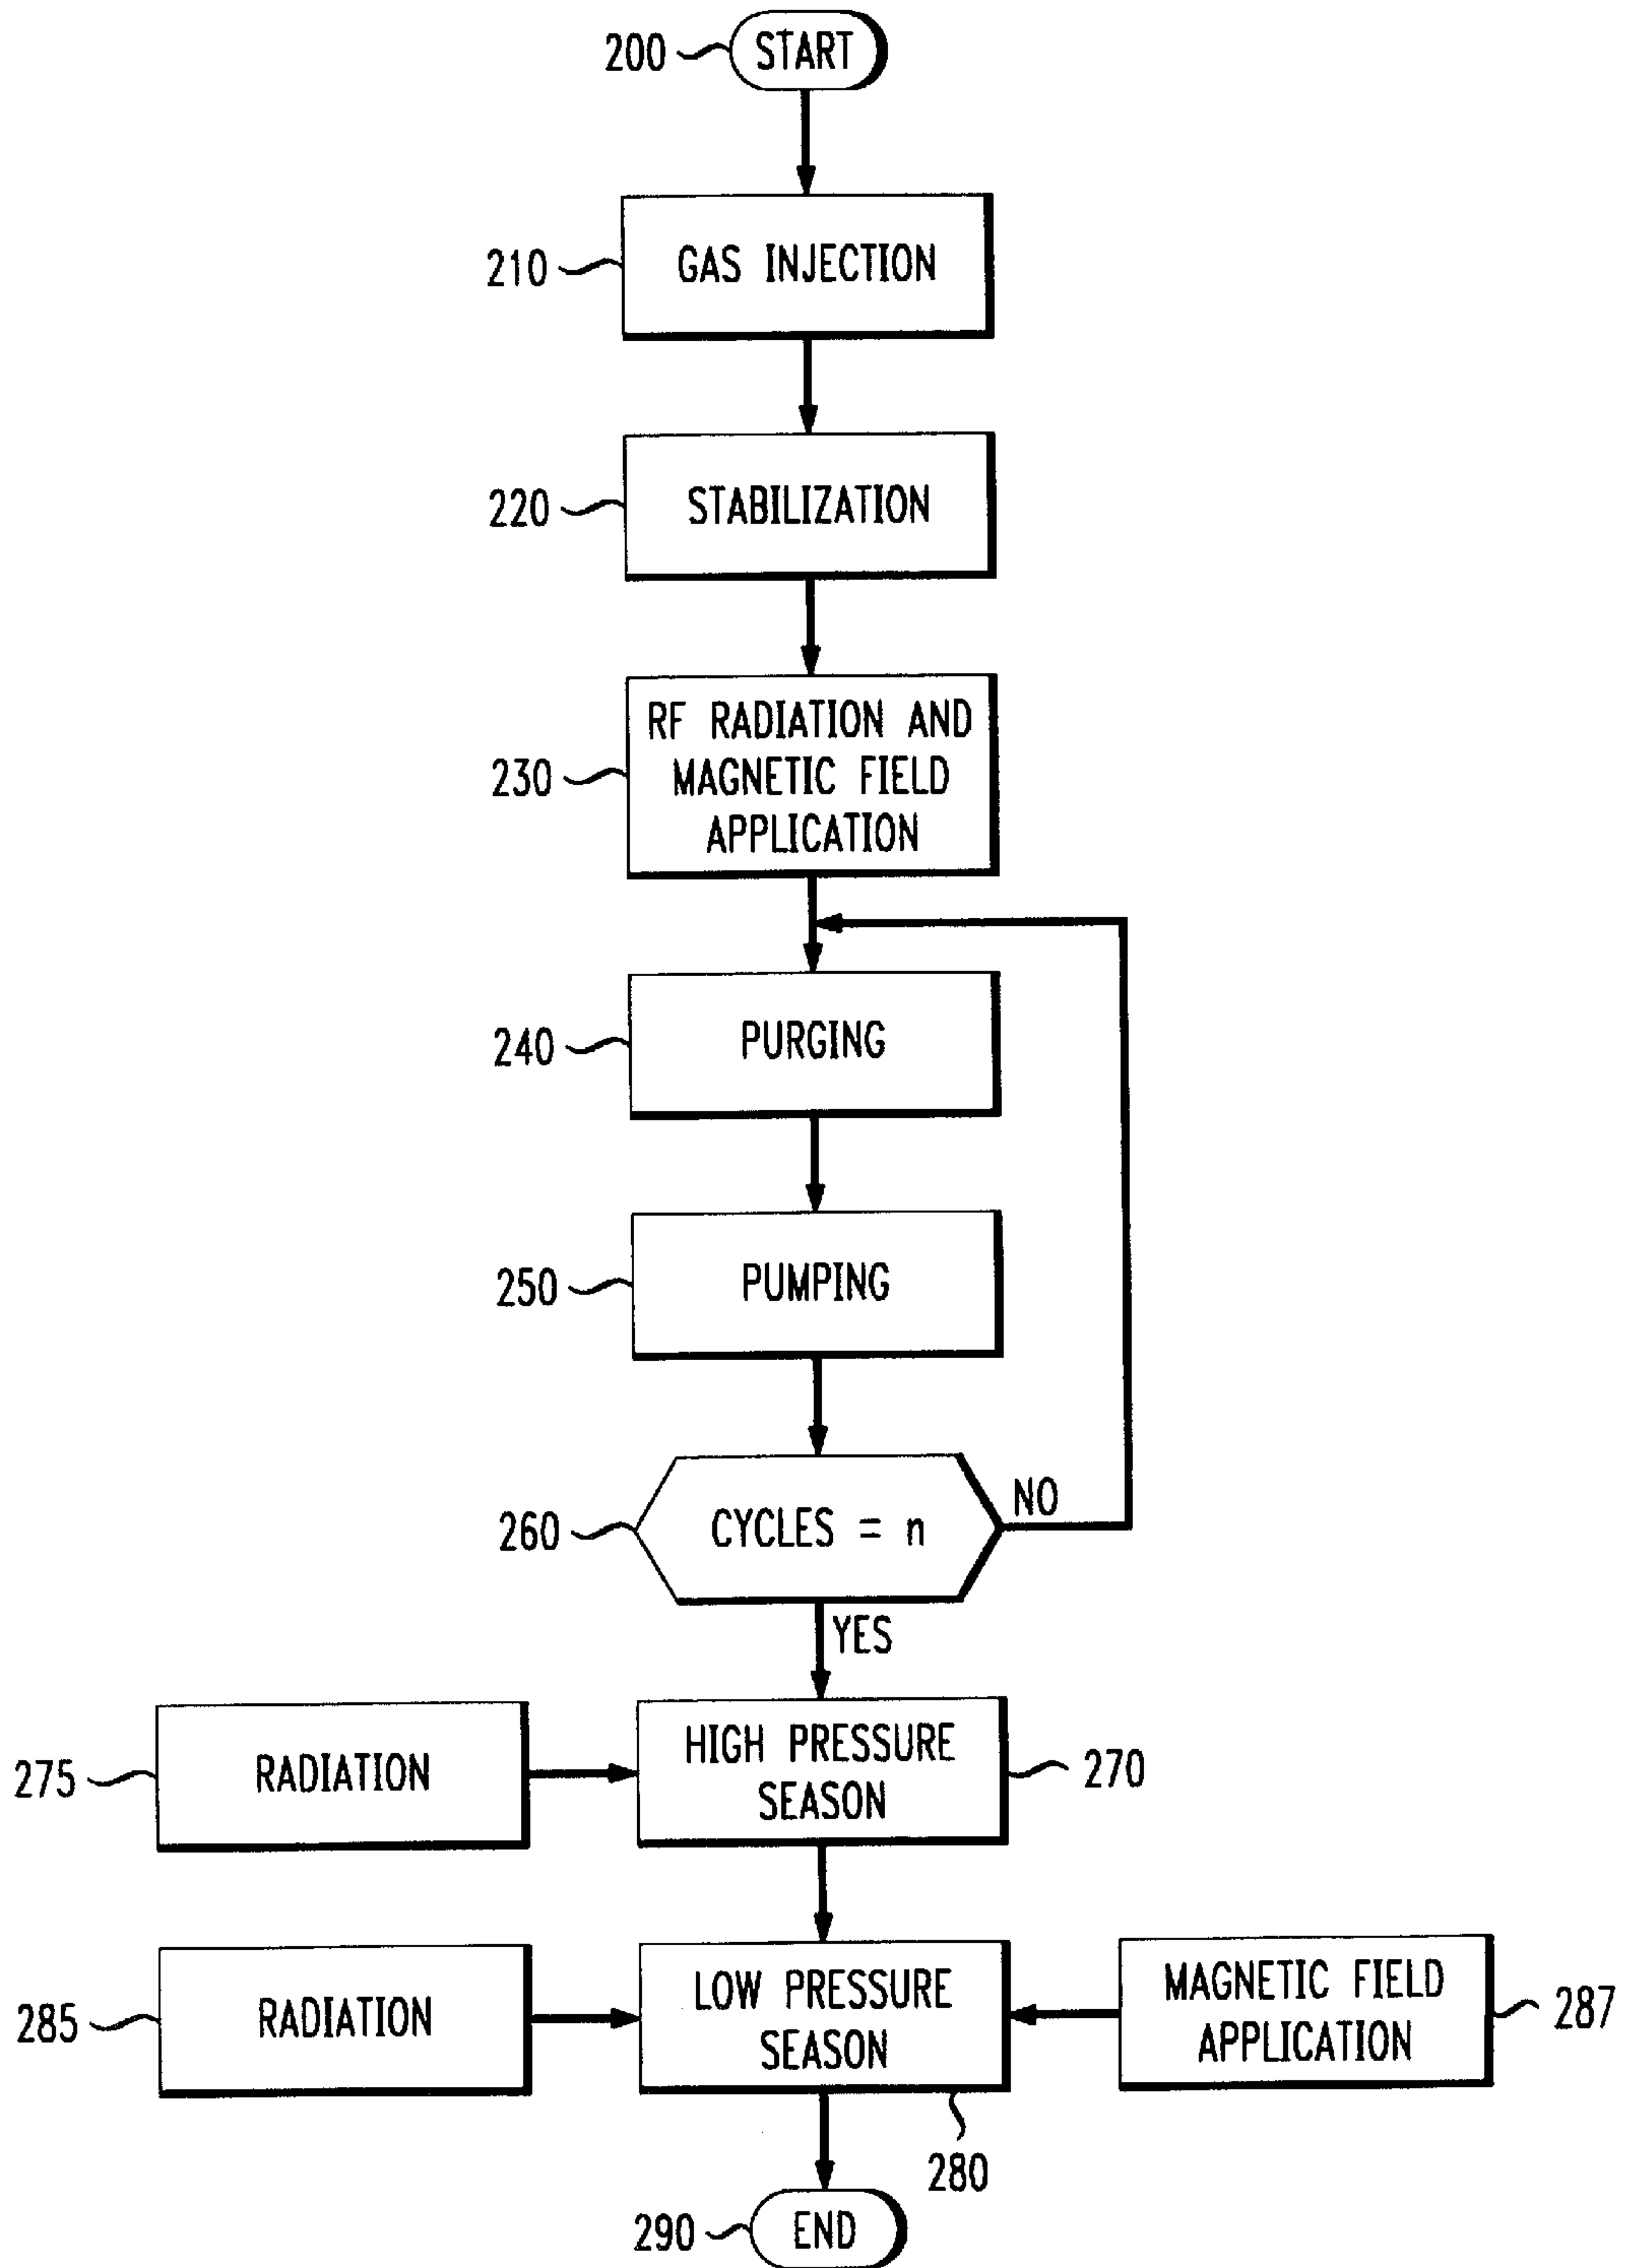 200
START
210
GAS INJECTION
220
STABILIZATION
230
RF RADIATION AND
MAGNETIC FIELD
APPLICATION
240
PURGING
250
PUMPING
260
CYCLES = n
NO
YES
275
RADIATION
HIGH PRESSURE
SEASON
270
285
RADIATION
LOW PRESSURE
SEASON
280
MAGNETIC FIELD
APPLICATION
287
290
END